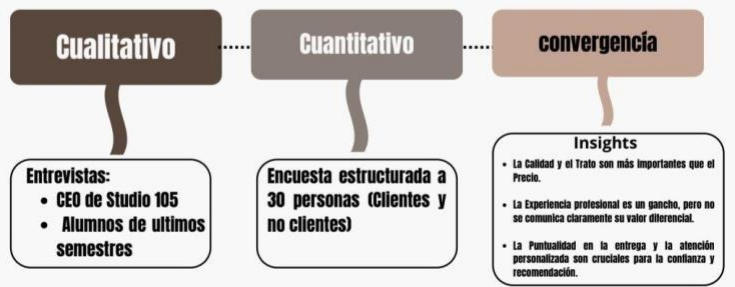 Cualitativo
Cuantitativo
convergencía
Entrevistas:
• CEO de Studio 105
• Alumnos de ultimos
semestres
Encuesta estructurada a
30 personas (Clientes y
no clientes)
Insights
• La Calidad y el Trato son más importantes que el
Precio.
• La Experiencia profesional es un gancho, pero no
se comunica claramente su valor diferencial.
• La Puntualidad en la entrega y la atención
personalizada son cruciales para la confianza y
recomendación.